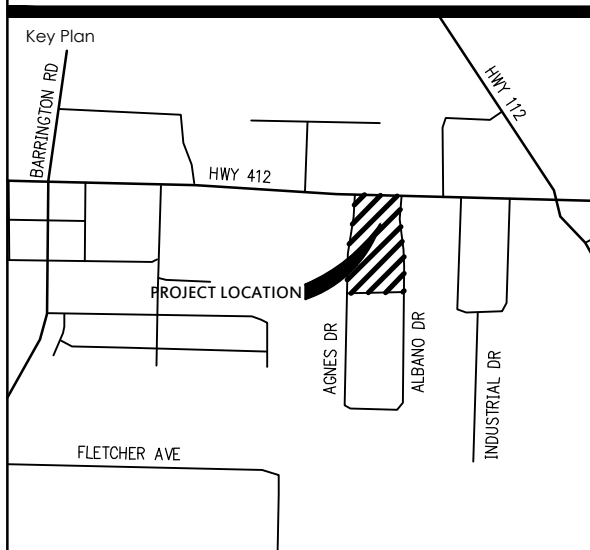 Key Plan
BARRINGTON RD
HWY 112
HWY 412
PROJECT LOCATION
AGNES DR
ALBANO DR
INDUSTRIAL DR
FLETCHER AVE